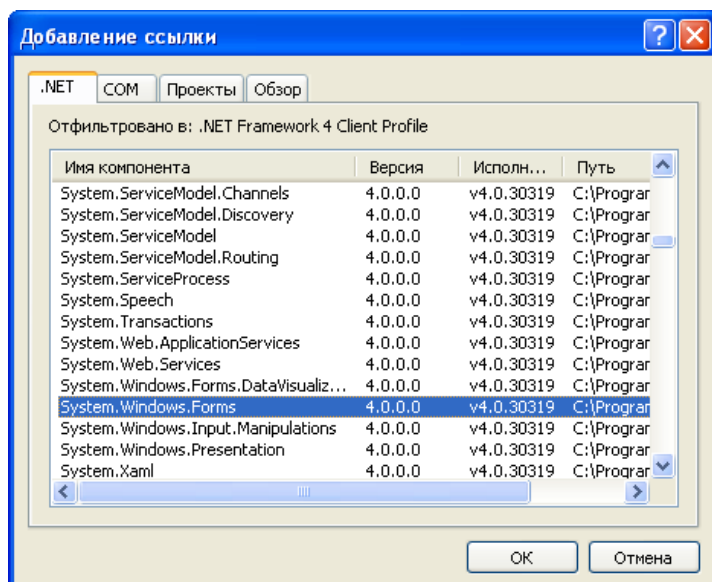 Добавление ссылки
.NET COM Проекты Обзор
Отфильтровано в: .NET Framework 4 Client Profile
Имя компонента Версия Исполн... Путь
System.ServiceModel.Channels 4.0.0.0 v4.0.30319 C:\Prograr
System.ServiceModel.Discovery 4.0.0.0 v4.0.30319 C:\Prograr
System.ServiceModel 4.0.0.0 v4.0.30319 C:\Prograr
System.ServiceModel.Routing 4.0.0.0 v4.0.30319 C:\Prograr
System.ServiceProcess 4.0.0.0 v4.0.30319 C:\Prograr
System.Speech 4.0.0.0 v4.0.30319 C:\Prograr
System.Transactions 4.0.0.0 v4.0.30319 C:\Prograr
System.Web.ApplicationServices 4.0.0.0 v4.0.30319 C:\Prograr
System.Web.Services 4.0.0.0 v4.0.30319 C:\Prograr
System.Windows.Forms.DataVisualiz... 4.0.0.0 v4.0.30319 C:\Prograr
System.Windows.Forms 4.0.0.0 v4.0.30319 C:\Prograr
System.Windows.Input.Manipulations 4.0.0.0 v4.0.30319 C:\Prograr
System.Windows.Presentation 4.0.0.0 v4.0.30319 C:\Prograr
System.Xaml 4.0.0.0 v4.0.30319 C:\Prograr
ОК Отмена